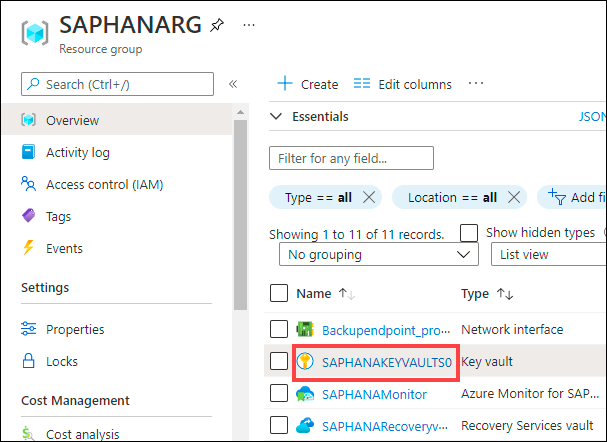 SAPHANARG
...
Resource group
Search (Ctrl+/)
«
Overview
Activity log
Access control (IAM)
Tags
Events
Settings
Properties
Locks
Cost Management
Cost analysis
+ Create
Edit columns
...
Essentials
JSON
Filter for any field...
Type == all
Location == all
Add fi
Showing 1 to 11 of 11 records.
Show hidden types
No grouping
List view
Name ↑↓
Type ↑↓
Backupendpoint_pro...
Network interface
SAPHANAKEYVAULTS0
Key vault
SAPHANAMonitor
Azure Monitor for SAP...
SAPHANARecoveryv...
Recovery Services vault